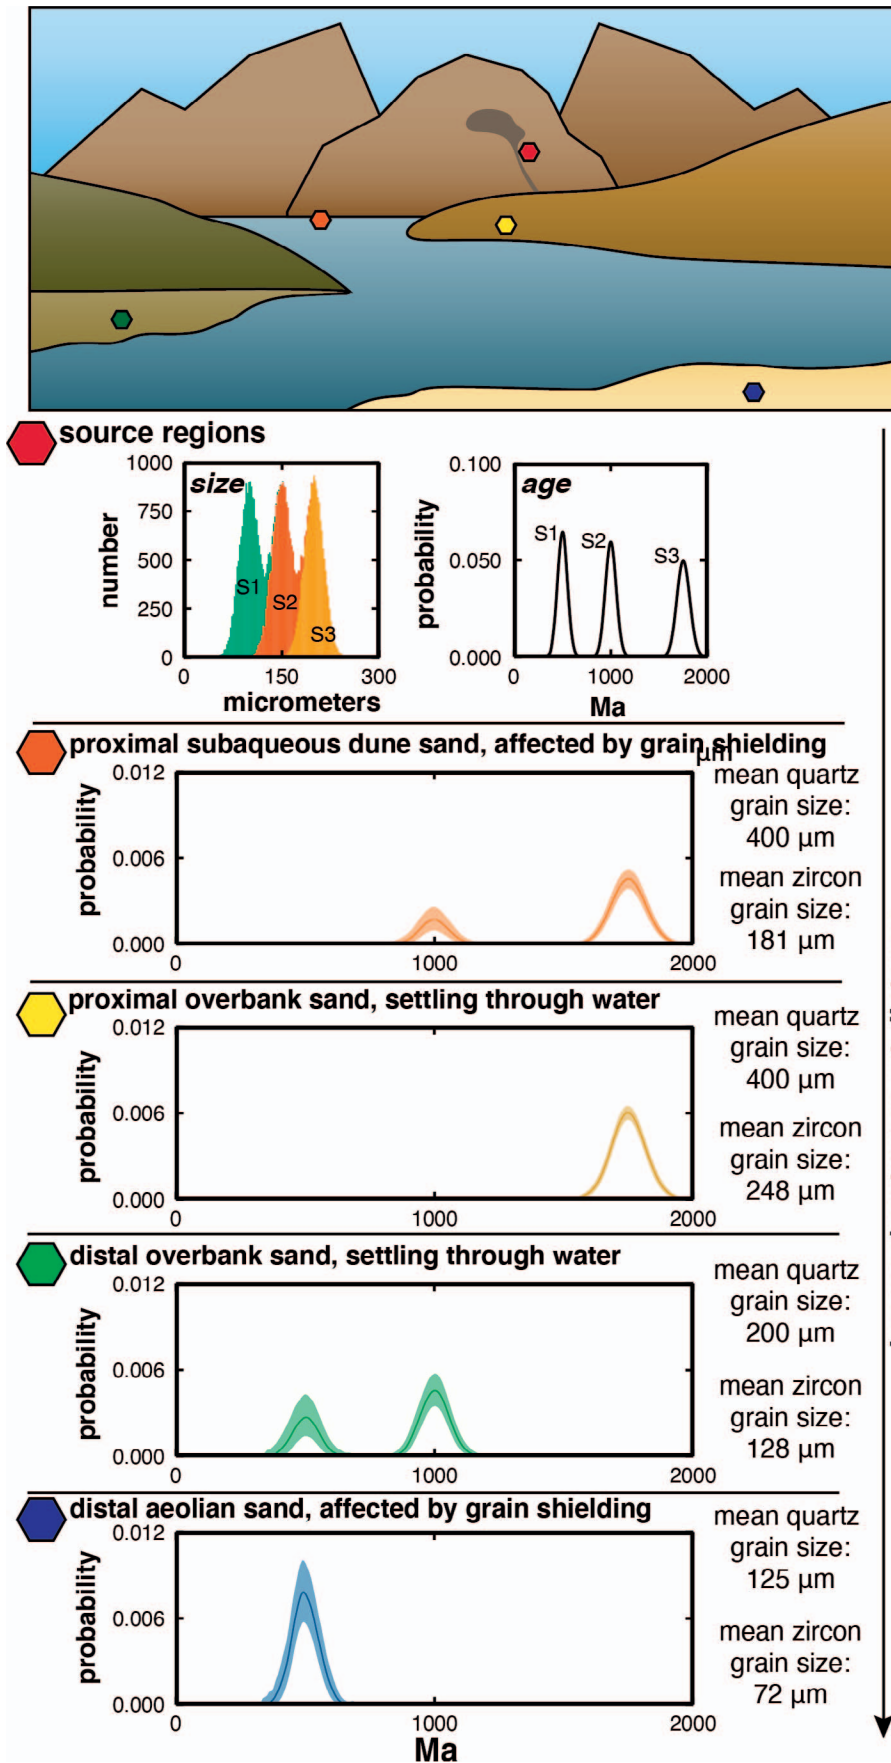 source regions
size
1000
750
500
250
0
number
S1
S2
S3
0 150 300
micrometers
age
0.100
0.050
0.000
probability
S1
S2
S3
0 1000 2000
Ma
proximal subaqueous dune sand, affected by grain shielding
μm
0.012
0.006
0.000
probability
0 1000 2000
mean quartz
grain size:
400 μm
mean zircon
grain size:
181 μm
proximal overbank sand, settling through water
0.012
0.006
0.000
probability
0 1000 2000
mean quartz
grain size:
400 μm
mean zircon
grain size:
248 μm
distal overbank sand, settling through water
0.012
0.006
0.000
probability
0 1000 2000
mean quartz
grain size:
200 μm
mean zircon
grain size:
128 μm
distal aeolian sand, affected by grain shielding
0.012
0.006
0.000
probability
0 1000 2000
Ma
mean quartz
grain size:
125 μm
mean zircon
grain size:
72 μm